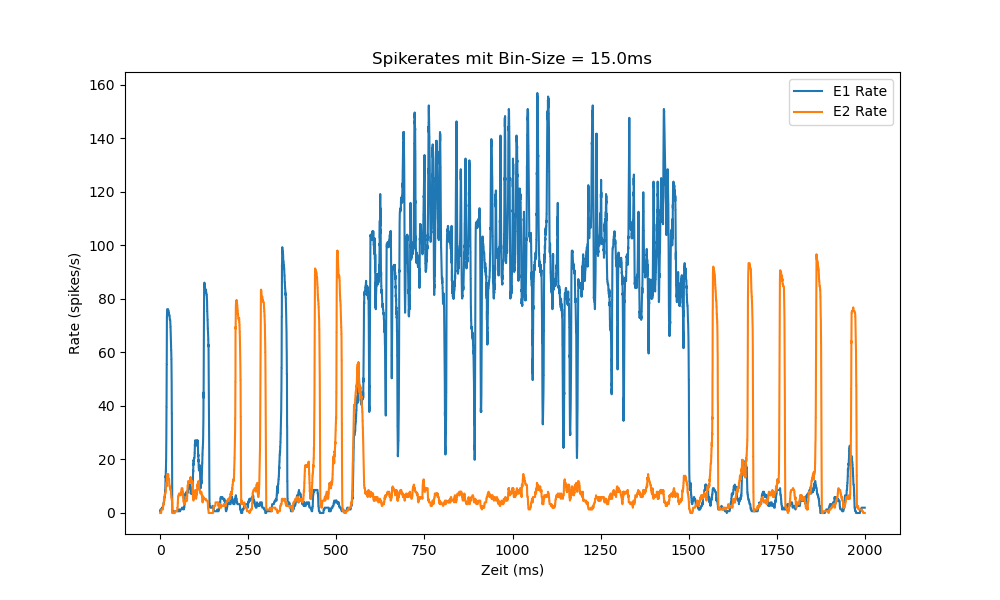 Spikerates mit Bin-Size = 15.0ms
E1 Rate
E2 Rate
Rate (spikes/s)
160
140
120
100
80
60
40
20
0
0 250 500 750 1000 1250 1500 1750 2000
Zeit (ms)